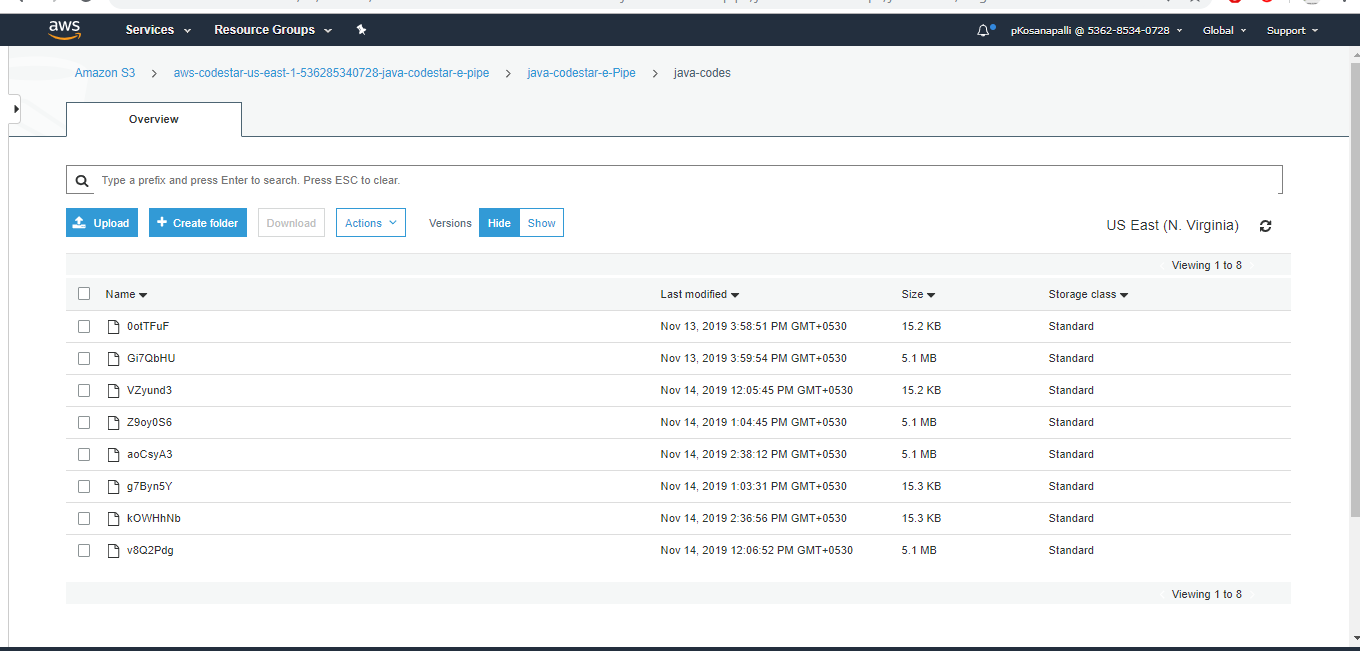 aws
Services Resource Groups pKosanapalli @ 5362-8534-0728 Global Support
Amazon S3 aws-codestar-us-east-1-536285340728-java-codestar-e-pipe java-codestar-e-Pipe java-codes
Overview
Type a prefix and press Enter to search. Press ESC to clear.
Upload + Create folder Download Actions Versions Hide Show US East (N. Virginia)
Viewing 1 to 8
Name Last modified Size Storage class
0otTFuF Nov 13, 2019 3:58:51 PM GMT+0530 15.2 KB Standard
Gi7QbHU Nov 13, 2019 3:59:54 PM GMT+0530 5.1 MB Standard
VZyund3 Nov 14, 2019 12:05:45 PM GMT+0530 15.2 KB Standard
Z9oy0S6 Nov 14, 2019 1:04:45 PM GMT+0530 5.1 MB Standard
aoCsyA3 Nov 14, 2019 2:38:12 PM GMT+0530 5.1 MB Standard
g7Byn5Y Nov 14, 2019 1:03:31 PM GMT+0530 15.3 KB Standard
kOWHhNb Nov 14, 2019 2:36:56 PM GMT+0530 15.3 KB Standard
v8Q2Pdg Nov 14, 2019 12:06:52 PM GMT+0530 5.1 MB Standard
Viewing 1 to 8